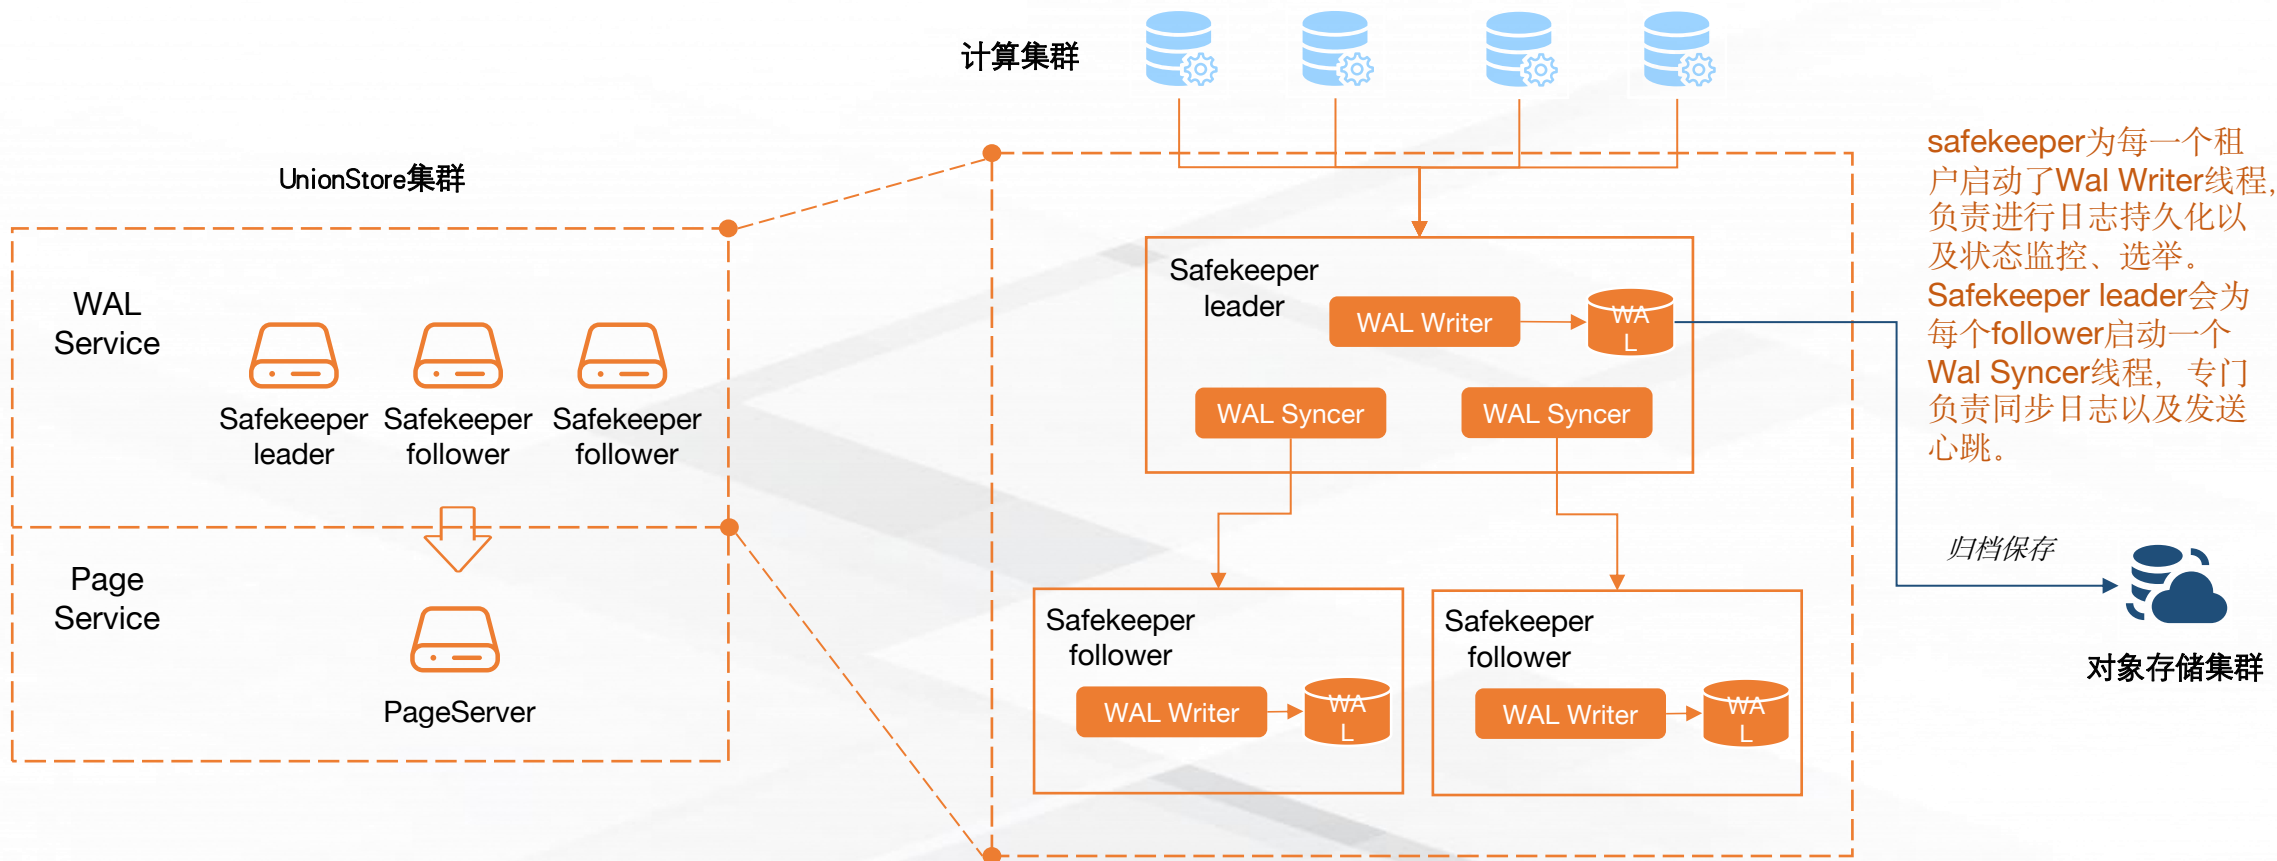 计算集群
UnionStore集群
WAL
Service
Safekeeper
leader
Safekeeper
follower
Safekeeper
follower
Page
Service
PageServer
Safekeeper
leader
WAL Writer
WA
L
WAL Syncer
WAL Syncer
Safekeeper
follower
WAL Writer
WA
L
Safekeeper
follower
WAL Writer
WA
L
safekeeper为每一个租
户启动了Wal Writer线程,
负责进行日志持久化以
及状态监控、选举。
Safekeeper leader会为
每个follower启动一个
Wal Syncer线程，专门
负责同步日志以及发送
心跳。
归档保存
对象存储集群